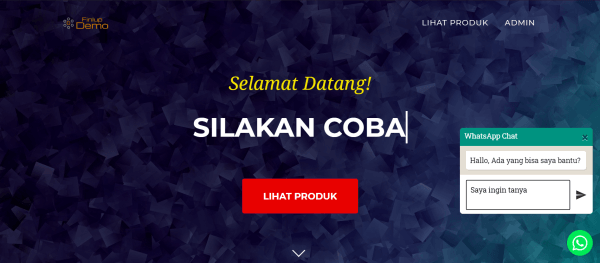 Fintup
Demo
LIHAT PRODUK
ADMIN
Selamat Datang!
SILAKAN COBA
LIHAT PRODUK
WhatsApp Chat
Hallo, Ada yang bisa saya bantu?
Saya ingin tanya